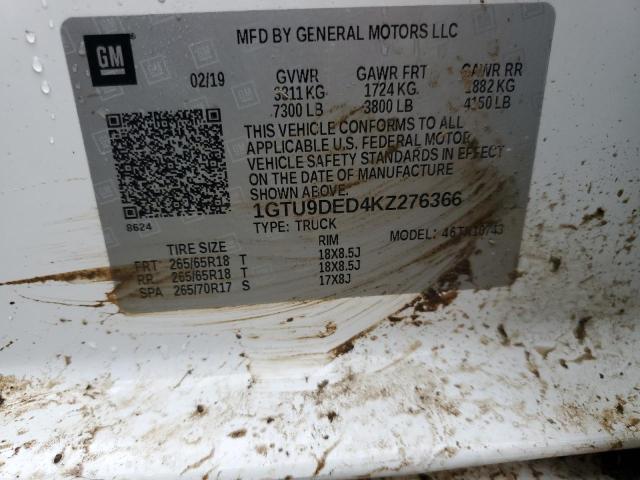 GM
MFD BY GENERAL MOTORS LLC
02/19 GVWR GAWR FRT GAWR RR
3311 KG 1724 KG 1882 KG
7300 LB 3800 LB 4150 LB
THIS VEHICLE CONFORMS TO ALL
APPLICABLE U.S. FEDERAL MOTOR
VEHICLE SAFETY STANDARDS IN EFFECT
ON THE DATE OF MANUFACTURE
SHOWN ABOVE.
1GTU9DED4KZ276366
8624
TYPE: TRUCK MODEL:
TIRE SIZE RIM
FRT 265/65R18 T 18X8.5J
RR 265/65R18 T 18X8.5J
SPA 265/70R17 S 17X8J